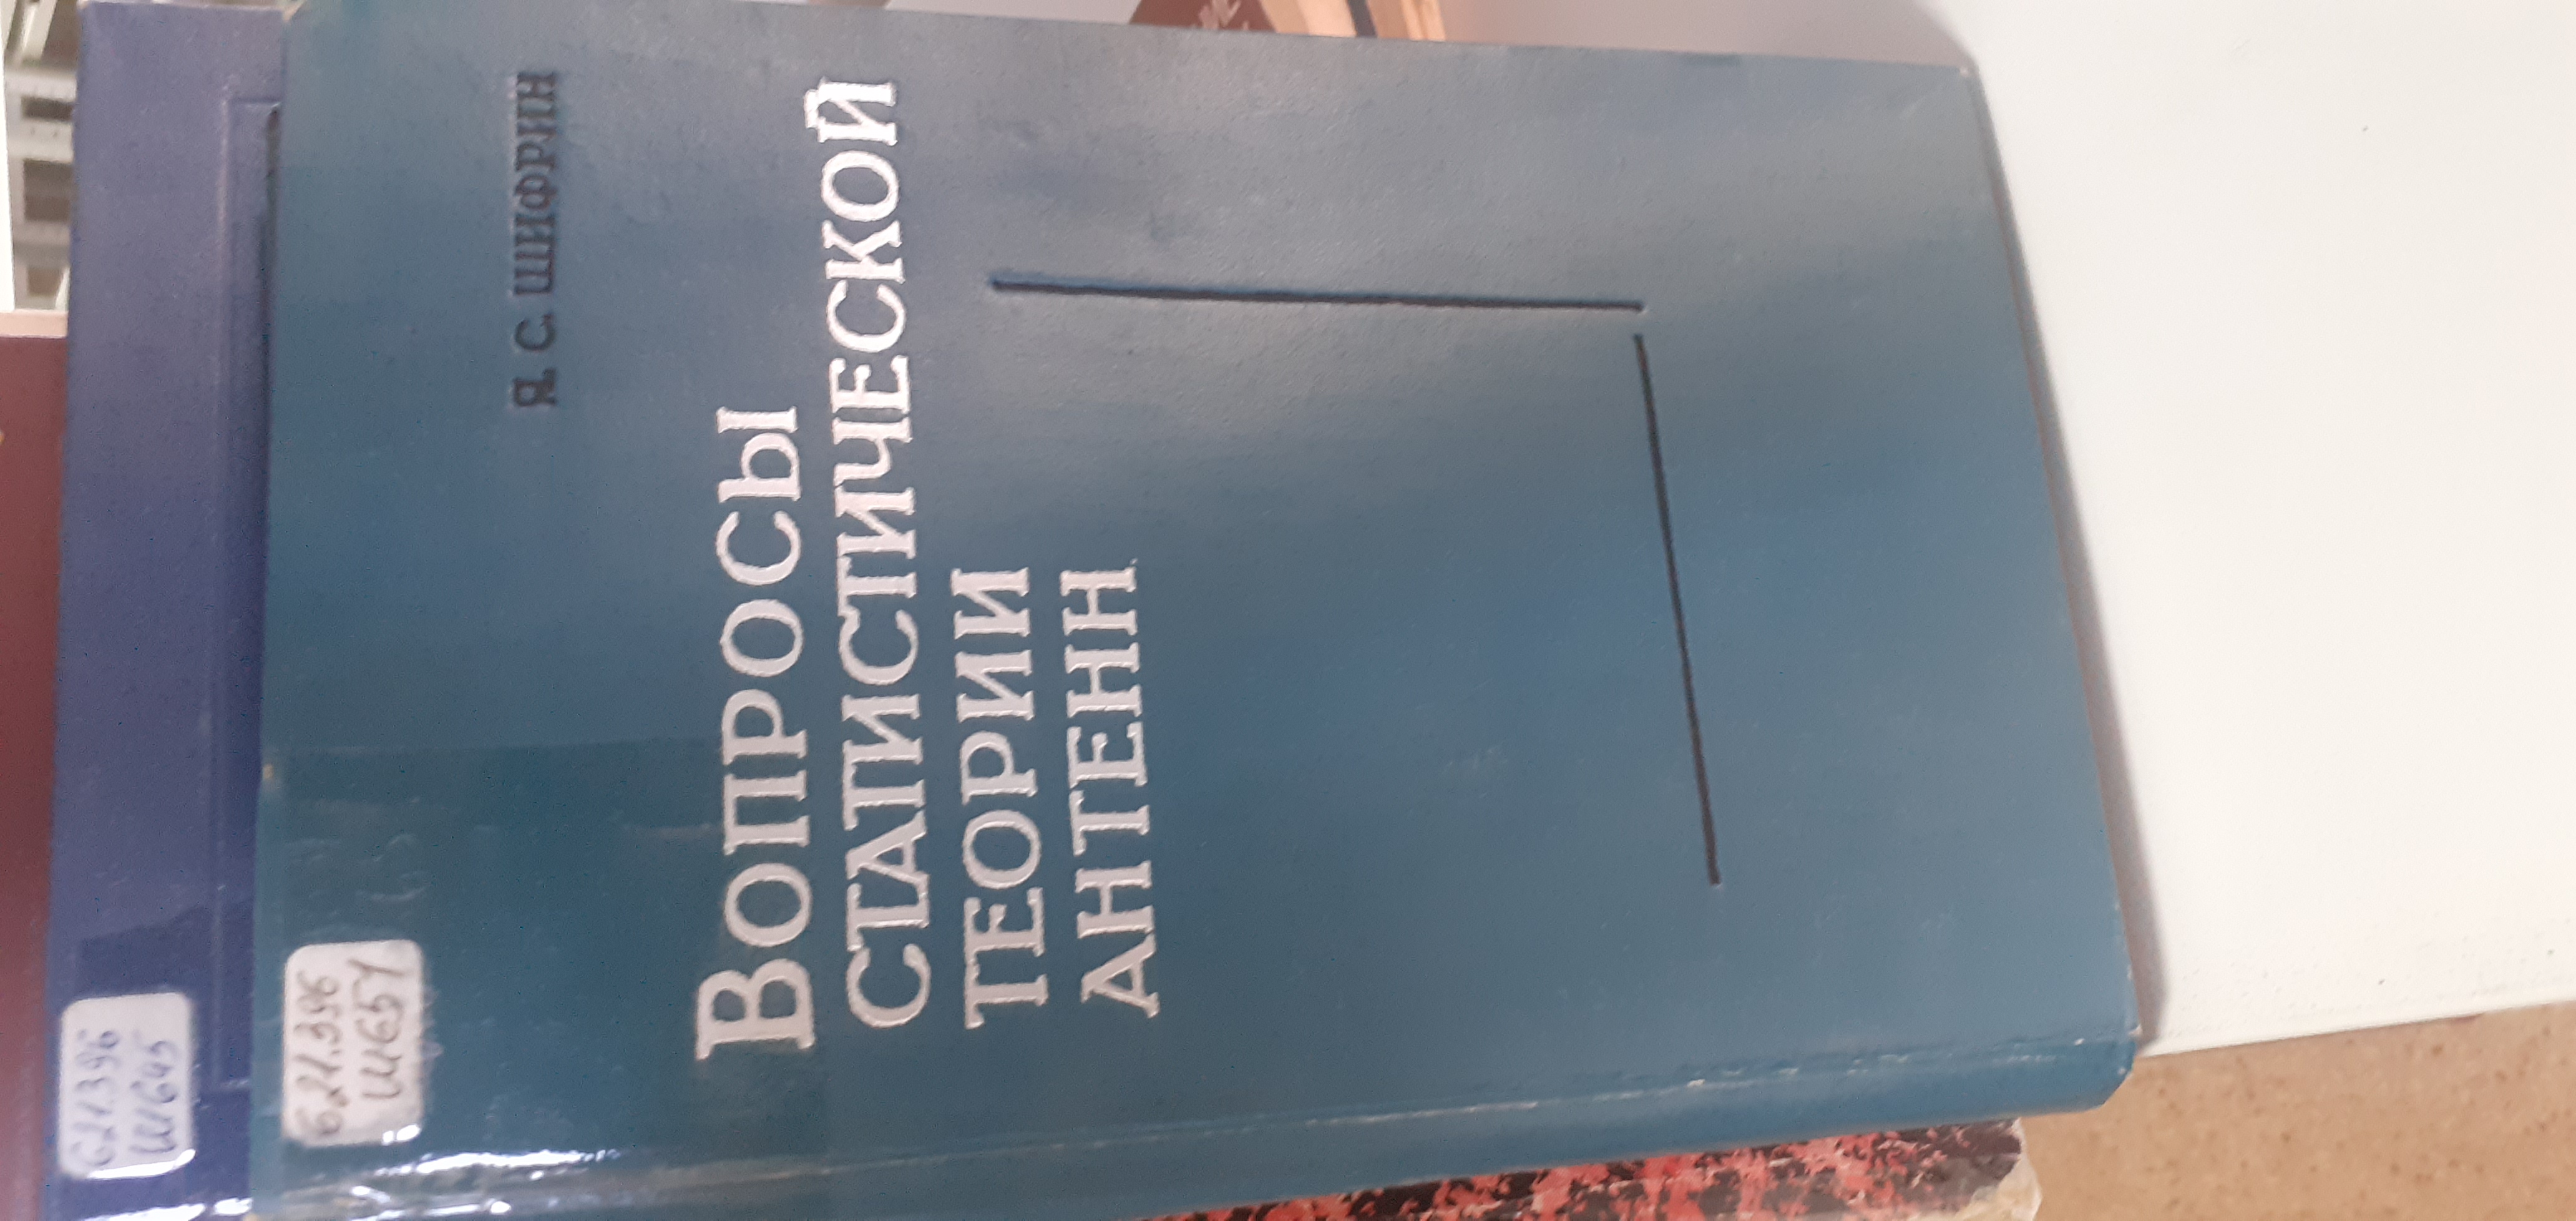 Я. С. ШИФРИН
ВОПРОСЫ
СТАТИСТИЧЕСКОЙ
ТЕОРИИ
АНТЕНН
621.396
Ш651
621.396
Ш645